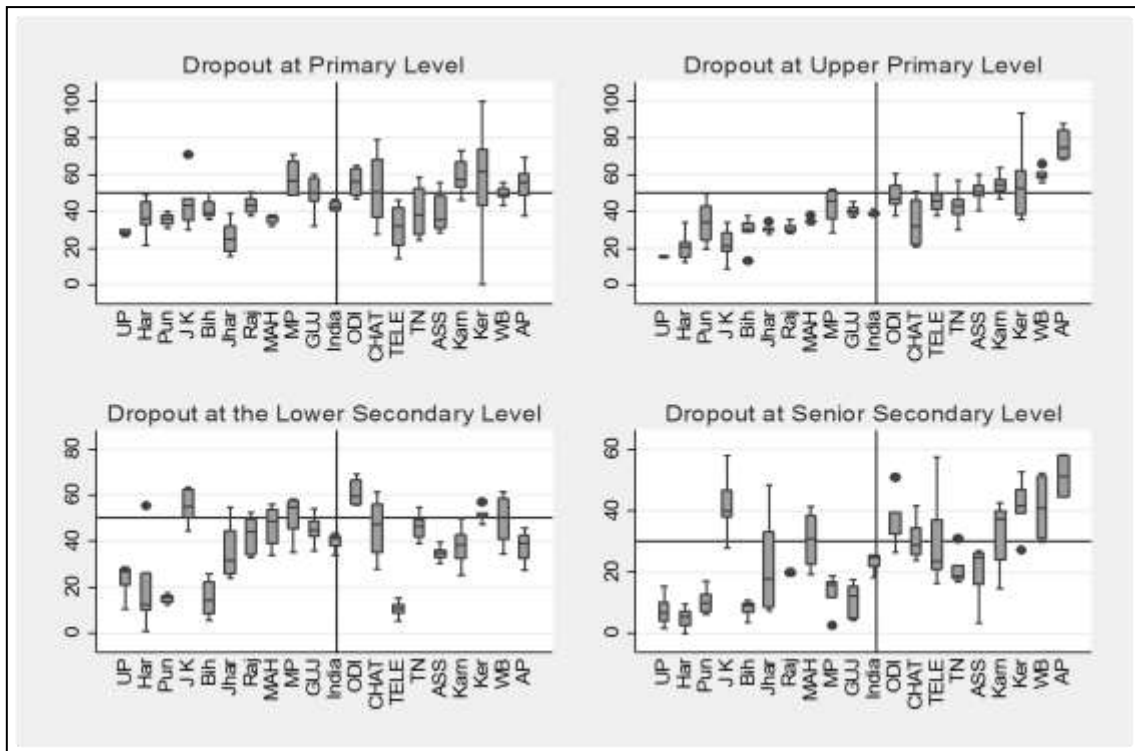 Dropout at Primary Level
100
80
60
40
20
0
UP Har Pun J K Bih Jhar Raj MAH MP GUJ India ODI CHAT TELE TN ASS Karn Ker WB AP
Dropout at Upper Primary Level
100
80
60
40
20
0
UP Har Pun J K Bih Jhar Raj MAH MP GUJ India ODI CHAT TELE TN ASS Karn Ker WB AP
Dropout at the Lower Secondary Level
80
60
40
20
0
UP Har Pun J K Bih Jhar Raj MAH MP GUJ India ODI CHAT TELE TN ASS Karn Ker WB AP
Dropout at Senior Secondary Level
60
40
20
0
UP Har Pun J K Bih Jhar Raj MAH MP GUJ India ODI CHAT TELE TN ASS Karn Ker WB AP